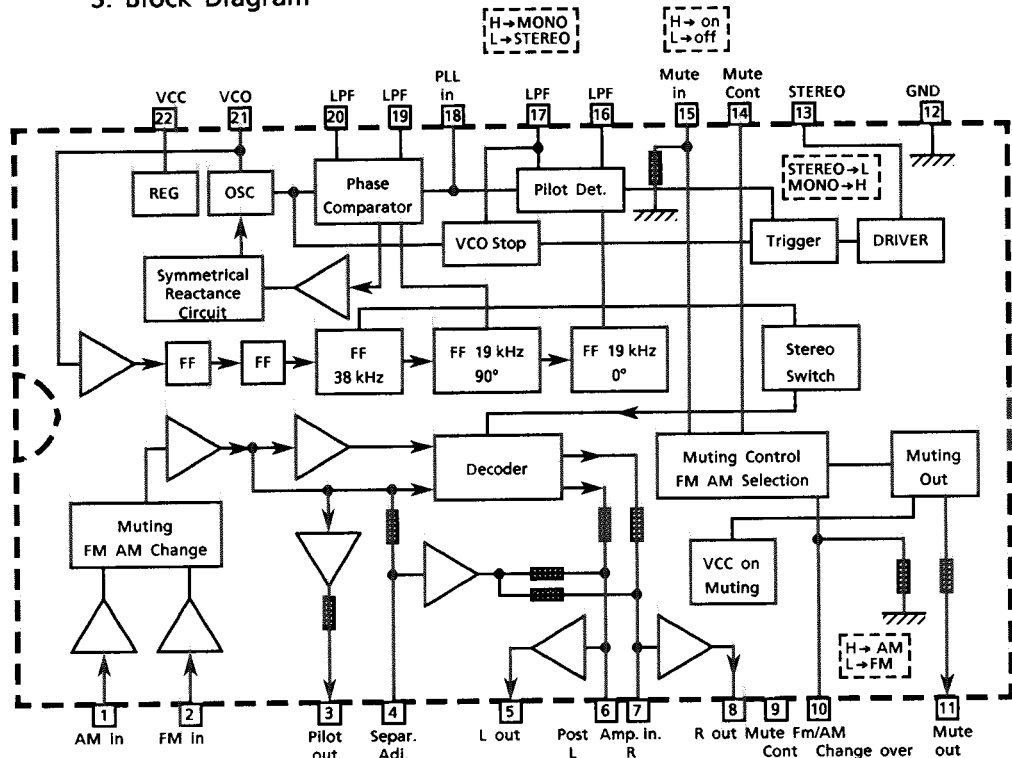 3. Block Diagram
H→MONO
L→STEREO
H→ on
L→off
VCC
VCO
LPF
LPF
PLL
in
LPF
LPF
Mute
in
Mute
Cont
STEREO
GND
22
21
20
19
18
17
16
15
14
13
12
REG
OSC
Phase
Comparator
Pilot Det.
STEREO→L
MONO→H
VCO Stop
Trigger
DRIVER
Symmetrical
Reactance
Circuit
FF
FF
FF
38 kHz
FF 19 kHz
90°
FF 19 kHz
0°
Stereo
Switch
Decoder
Muting Control
FM AM Selection
Muting
Out
Muting
FM AM Change
VCC on
Muting
H→ AM
L→FM
1
2
3
4
5
6
7
8
9
10
11
AM in
FM in
Pilot
out
Separ.
Adj.
L out
Post Amp. in.
L R
R out
Mute
Cont
Fm/AM
Change over
Mute
out